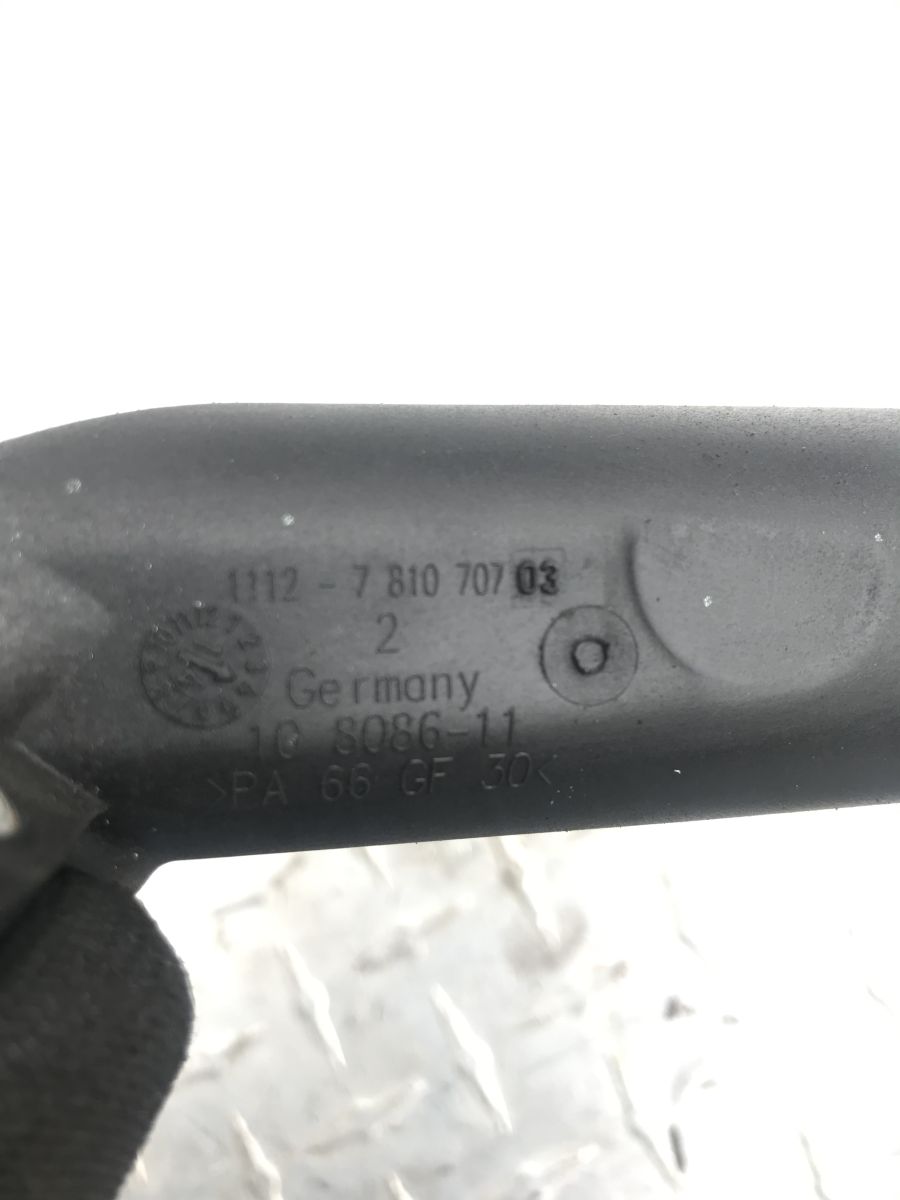 1112 - 7 810 707 03
2
Germany
10 8086-11
>PA 66 GF 30<